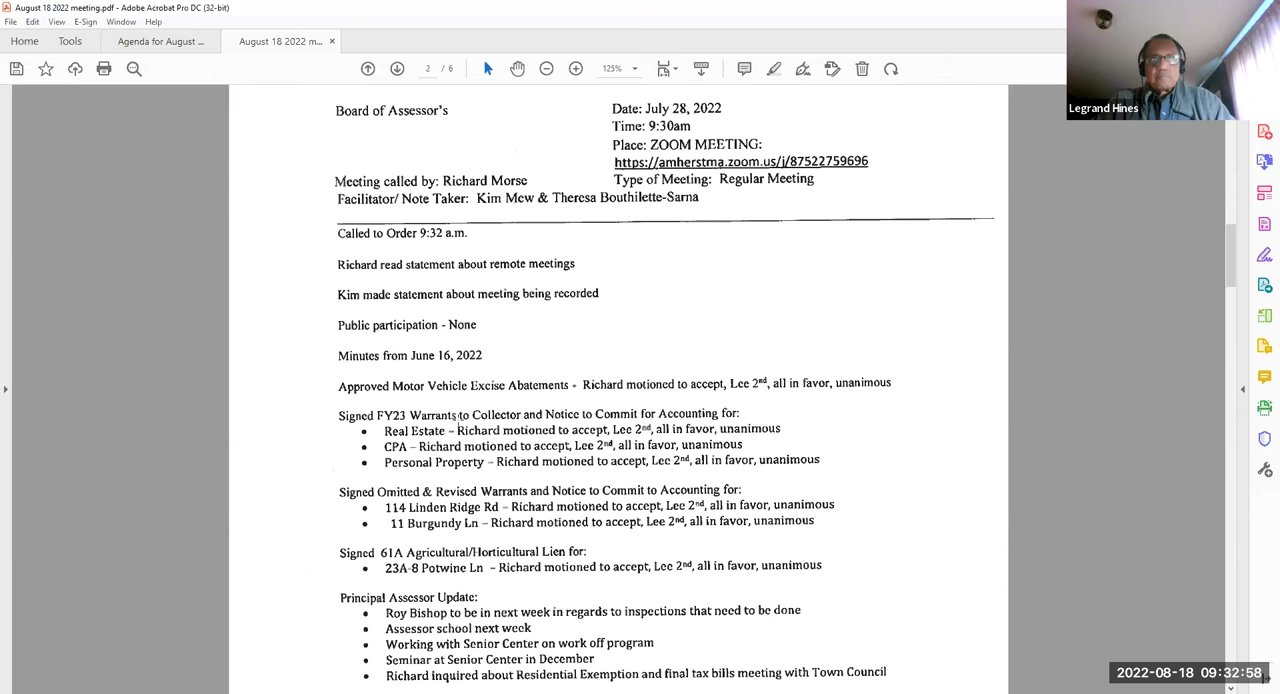 August 18 2022 meeting.pdf - Adobe Acrobat Pro DC (32-bit)
File Edit View E-Sign Window Help
Home Tools Agenda for August ... August 18 2022 m... ×
2 / 6 125%
Legrand Hines
Board of Assessor's
Date: July 28, 2022
Time: 9:30am
Place: ZOOM MEETING:
https://amherstma.zoom.us/j/87522759696
Meeting called by: Richard Morse
Type of Meeting: Regular Meeting
Facilitator/ Note Taker: Kim Mew & Theresa Bouthilette-Sarna
Called to Order 9:32 a.m.
Richard read statement about remote meetings
Kim made statement about meeting being recorded
Public participation - None
Minutes from June 16, 2022
Approved Motor Vehicle Excise Abatements - Richard motioned to accept, Lee 2nd, all in favor, unanimous
Signed FY23 Warrants to Collector and Notice to Commit for Accounting for:
• Real Estate – Richard motioned to accept, Lee 2nd, all in favor, unanimous
• CPA – Richard motioned to accept, Lee 2nd, all in favor, unanimous
• Personal Property – Richard motioned to accept, Lee 2nd, all in favor, unanimous
Signed Omitted & Revised Warrants and Notice to Commit to Accounting for:
• 114 Linden Ridge Rd – Richard motioned to accept, Lee 2nd, all in favor, unanimous
• 11 Burgundy Ln – Richard motioned to accept, Lee 2nd, all in favor, unanimous
Signed 61A Agricultural/Horticultural Lien for:
• 23A-8 Potwine Ln – Richard motioned to accept, Lee 2nd, all in favor, unanimous
Principal Assessor Update:
• Roy Bishop to be in next week in regards to inspections that need to be done
• Assessor school next week
• Working with Senior Center on work off program
• Seminar at Senior Center in December
• Richard inquired about Residential Exemption and final tax bills meeting with Town Council
2022-08-18 09:32:58